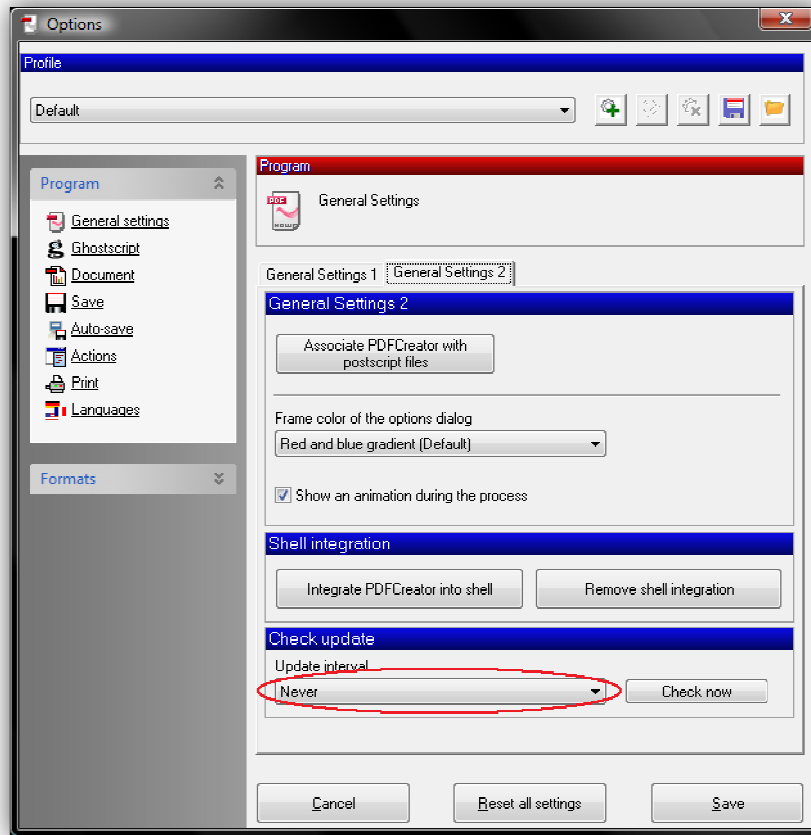 Options
Profile
Default
Program
General settings
Ghostscript
Document
Save
Auto-save
Actions
Print
Languages
Formats
Program
PDF
General Settings
General Settings 1
General Settings 2
General Settings 2
Associate PDFCreator with
postscript files
Frame color of the options dialog
Red and blue gradient (Default)
Show an animation during the process
Shell integration
Integrate PDFCreator into shell
Remove shell integration
Check update
Update interval
Never
Check now
Cancel
Reset all settings
Save